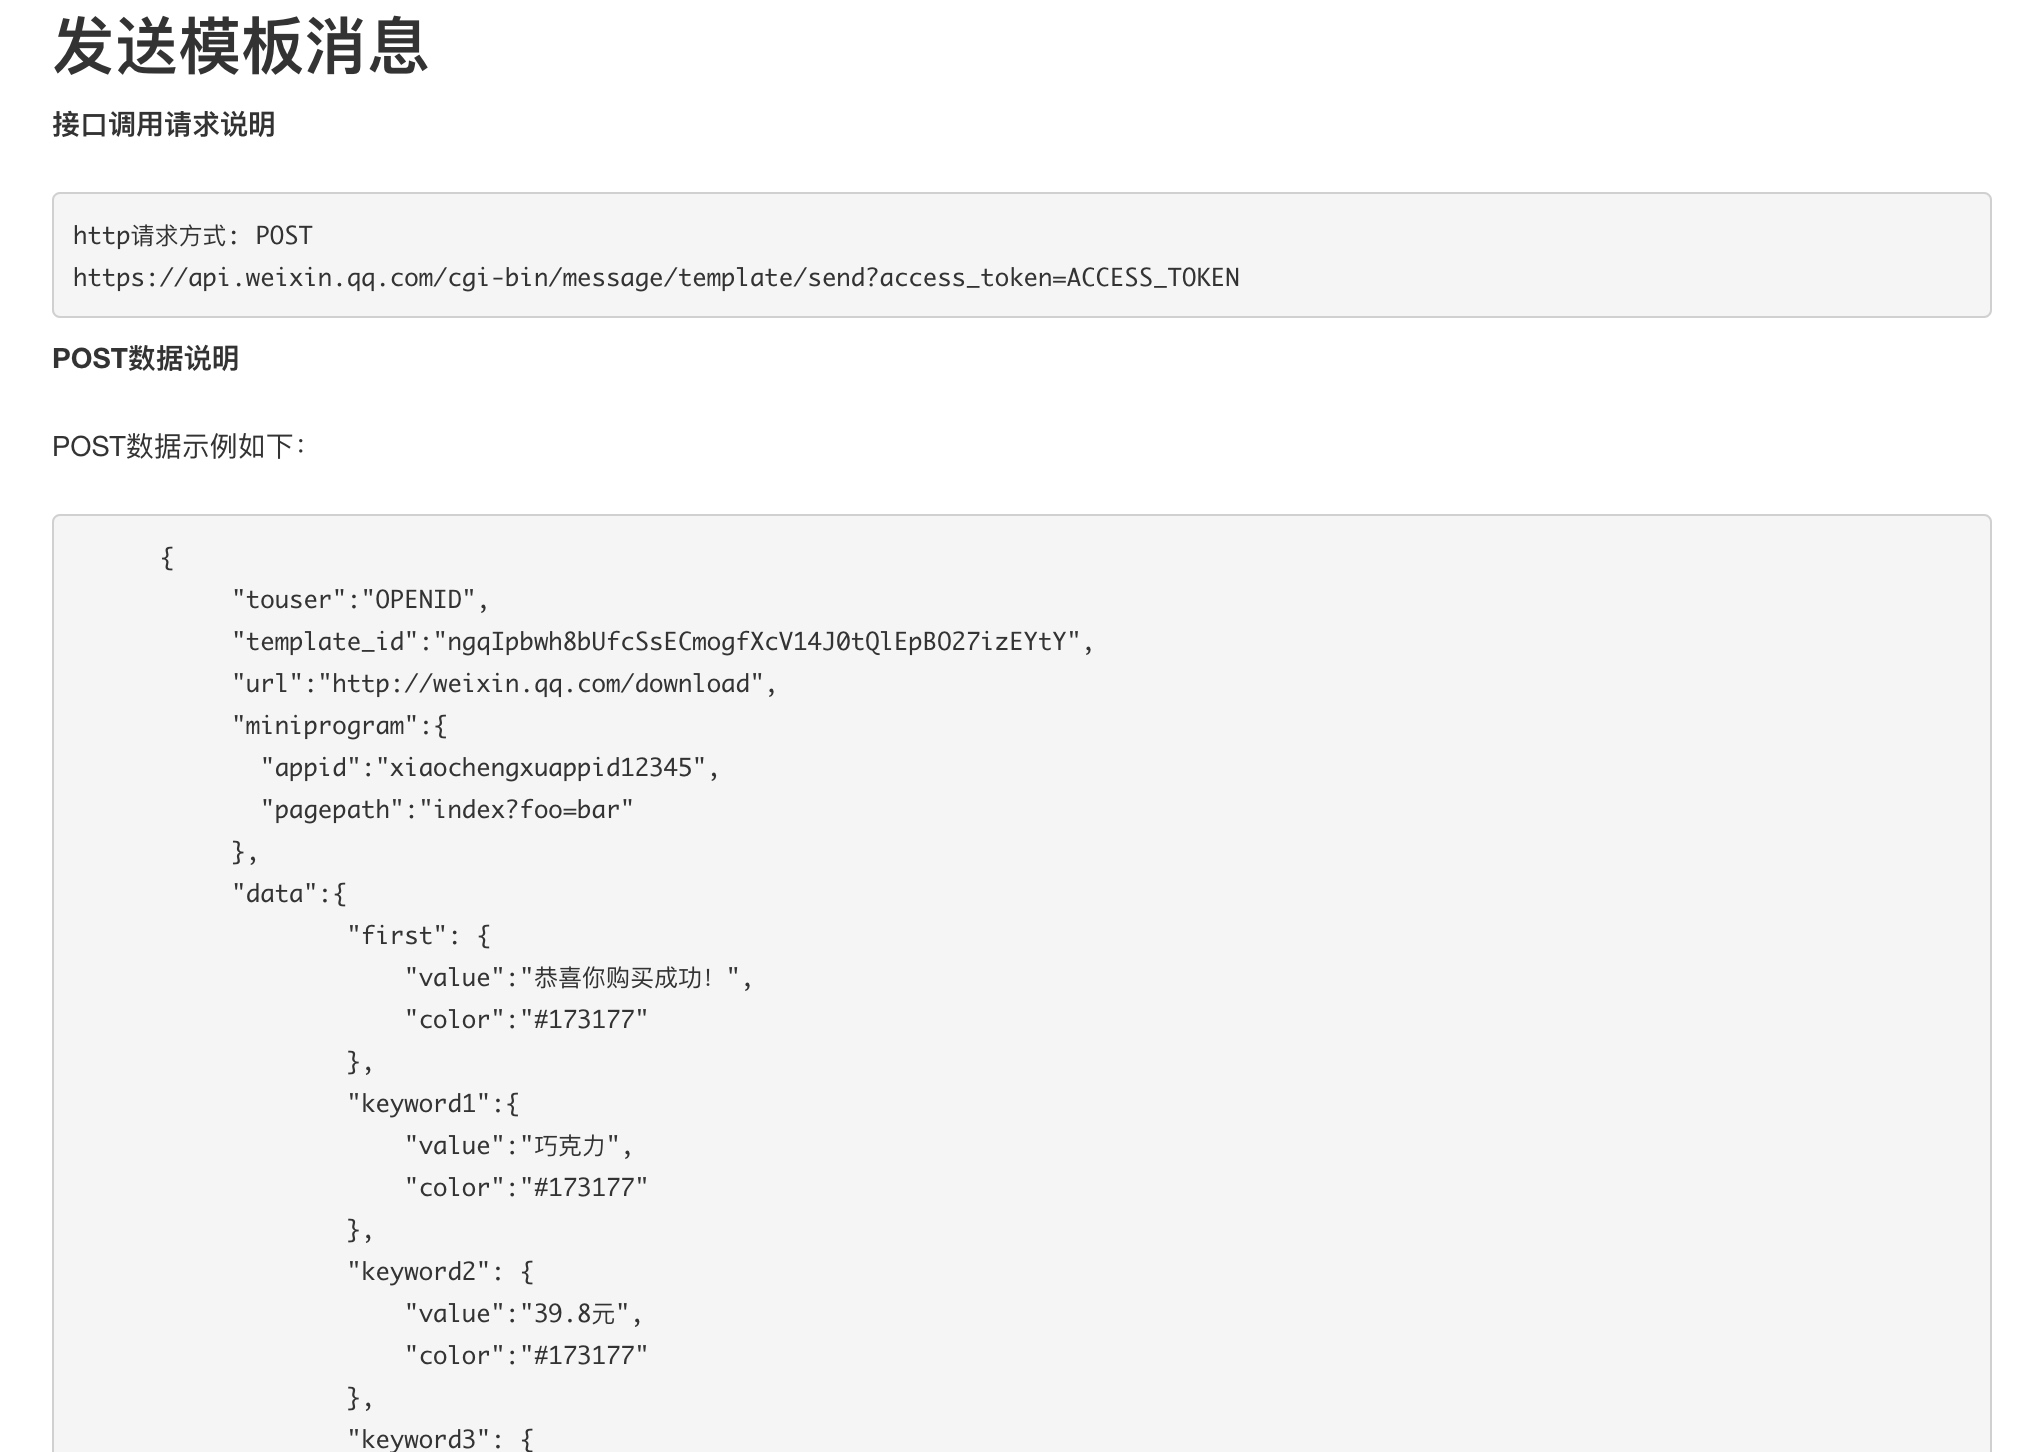 发送模板消息
接口调用请求说明
http请求方式: POST
https://api.weixin.qq.com/cgi-bin/message/template/send?access_token=ACCESS_TOKEN
POST数据说明
POST数据示例如下：
{
"touser":"OPENID",
"template_id":"ngqIpbwh8bUfcSsECmogfXcV14J0tQlEpBO27izEYtY",
"url":"http://weixin.qq.com/download",
"miniprogram":{
"appid":"xiaochengxuappid12345",
"pagepath":"index?foo=bar"
},
"data":{
"first": {
"value":"恭喜你购买成功！",
"color":"#173177"
},
"keyword1":{
"value":"巧克力",
"color":"#173177"
},
"keyword2": {
"value":"39.8元",
"color":"#173177"
},
"keyword3": {